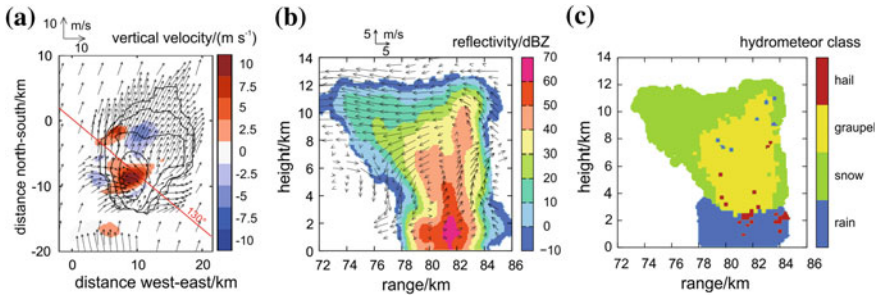 (a)
m/s
10
10
vertical velocity/(m s⁻¹)
10
0
-10
-20
0
10
20
distance north-south/km
distance west-east/km
130°
10
7.5
5
2.5
-2.5
-5
-7.5
-10
(b)
5
m/s
5
reflectivity/dBZ
14
12
10
8
6
4
2
0
72 74 76 78 80 82 84 86
height/km
range/km
70
60
50
40
30
20
10
0
-10
(c)
hydrometeor class
14
12
10
8
6
4
2
0
72 74 76 78 80 82 84 86
height/km
range/km
hail
graupel
snow
rain